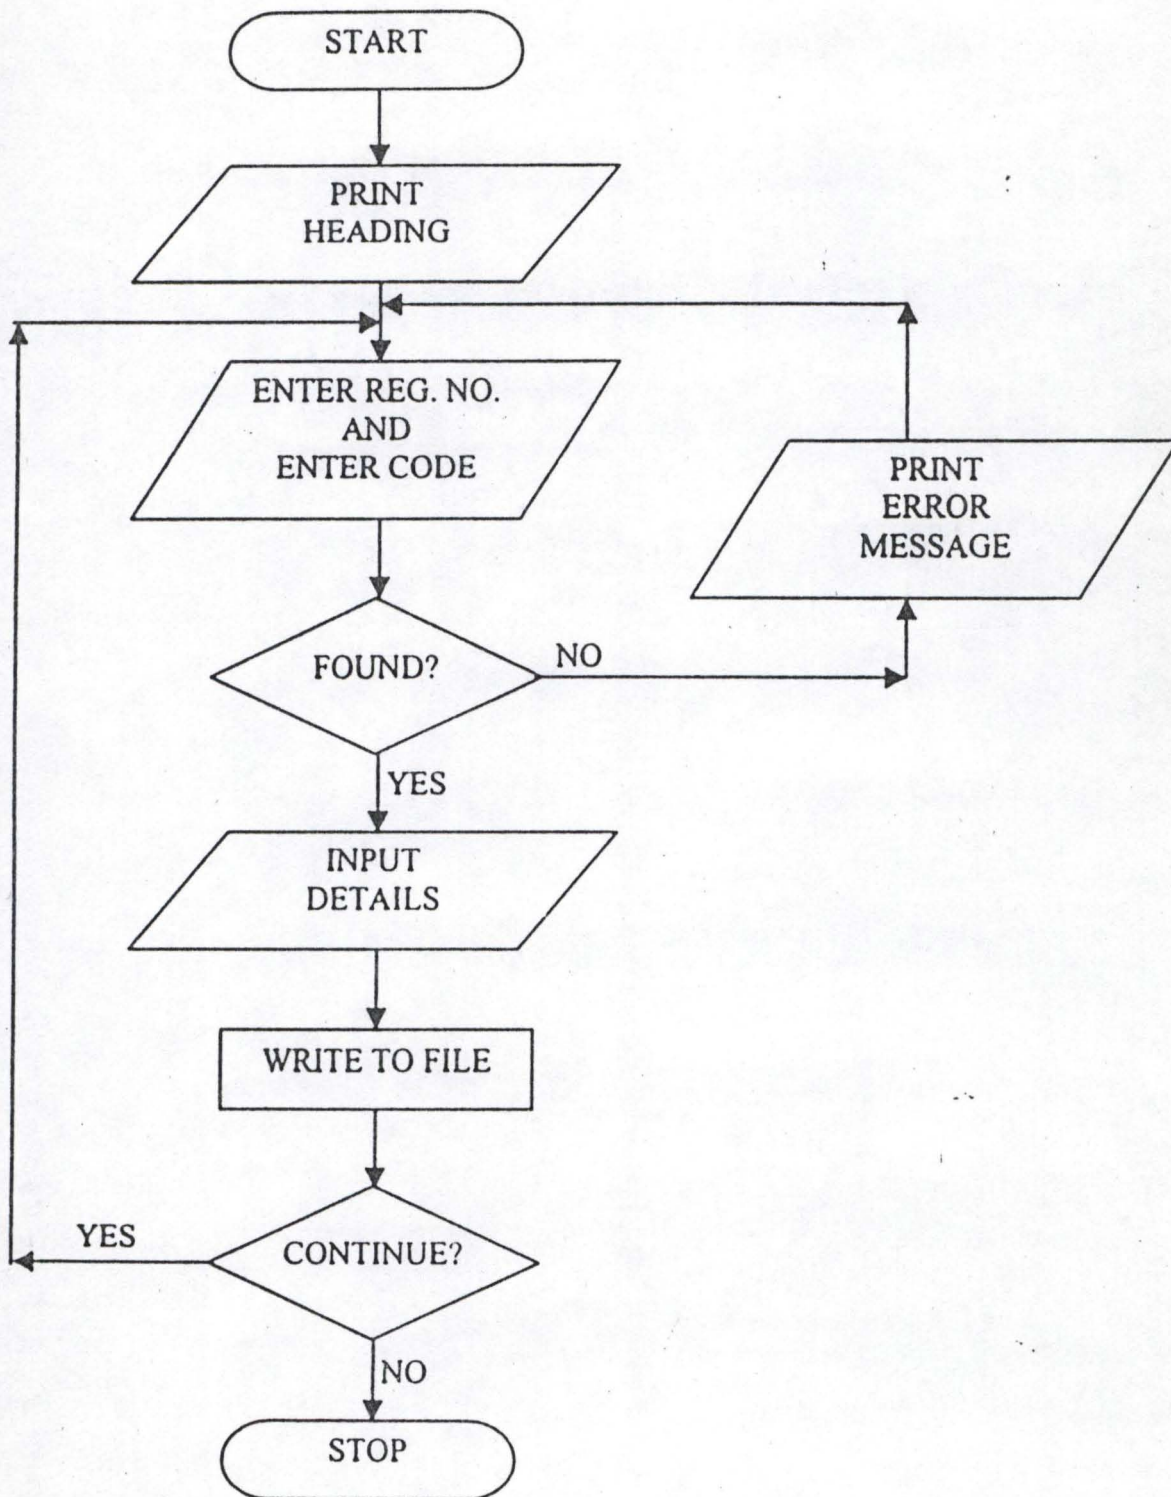 START
PRINT
HEADING
ENTER REG. NO.
AND
ENTER CODE
PRINT
ERROR
MESSAGE
FOUND?
NO
YES
INPUT
DETAILS
WRITE TO FILE
YES
CONTINUE?
NO
STOP